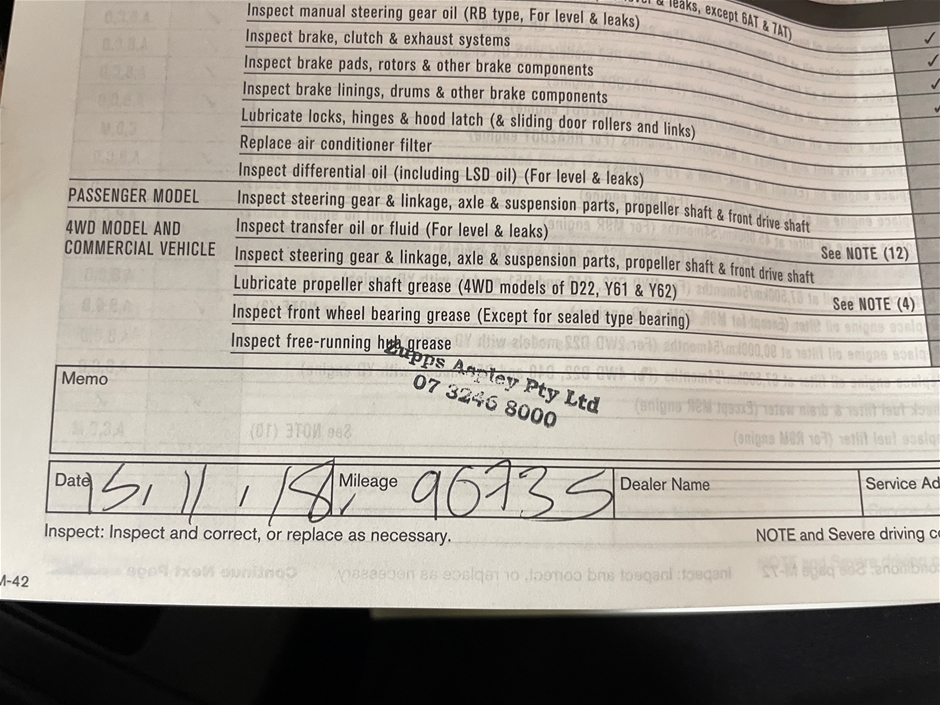 leaks, except 6AT & 7AT)
Inspect manual steering gear oil (RB type, For level & leaks)
Inspect brake, clutch & exhaust systems
Inspect brake pads, rotors & other brake components
Inspect brake linings, drums & other brake components
Lubricate locks, hinges & hood latch (& sliding door rollers and links)
Replace air conditioner filter
Inspect differential oil (including LSD oil) (For level & leaks)
PASSENGER MODEL Inspect steering gear & linkage, axle & suspension parts, propeller shaft & front drive shaft
4WD MODEL AND COMMERCIAL VEHICLE
Inspect transfer oil or fluid (For level & leaks) See NOTE (12)
Inspect steering gear & linkage, axle & suspension parts, propeller shaft & front drive shaft
Lubricate propeller shaft grease (4WD models of D22, Y61 & Y62) See NOTE (4)
Inspect front wheel bearing grease (Except for sealed type bearing)
Inspect free-running hub grease
Zupps Aspley Pty Ltd
07 3246 8000
Memo
Date 15. 11. 18. Mileage 96735 Dealer Name Service Ad
Inspect: Inspect and correct, or replace as necessary. NOTE and Severe driving
M-42